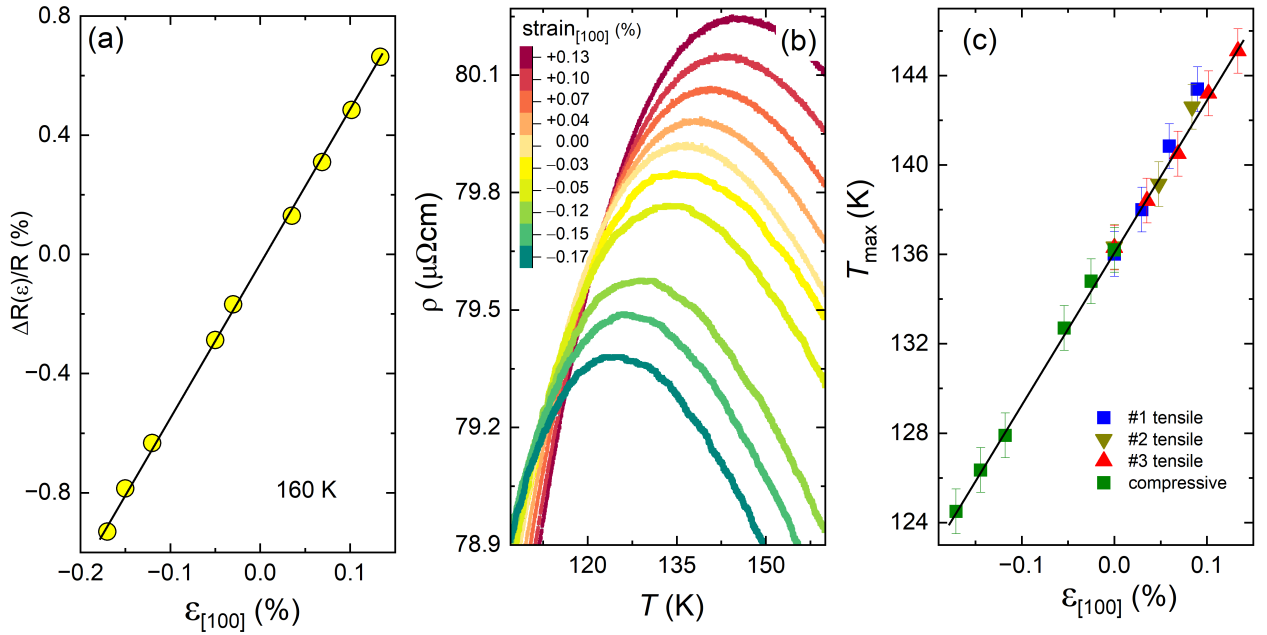 (a)
ΔR(ε)/R (%)
0.8
0.4
0.0
−0.4
−0.8
160 K
−0.2
−0.1
0.0
0.1
ε[100] (%)
(b)
strain[100] (%)
+0.13
+0.10
+0.07
+0.04
0.00
−0.03
−0.05
−0.12
−0.15
−0.17
ρ (μΩcm)
80.1
79.8
79.5
79.2
78.9
120
135
150
T (K)
(c)
Tmax (K)
144
140
136
132
128
124
#1 tensile
#2 tensile
#3 tensile
compressive
−0.1
0.0
0.1
ε[100] (%)